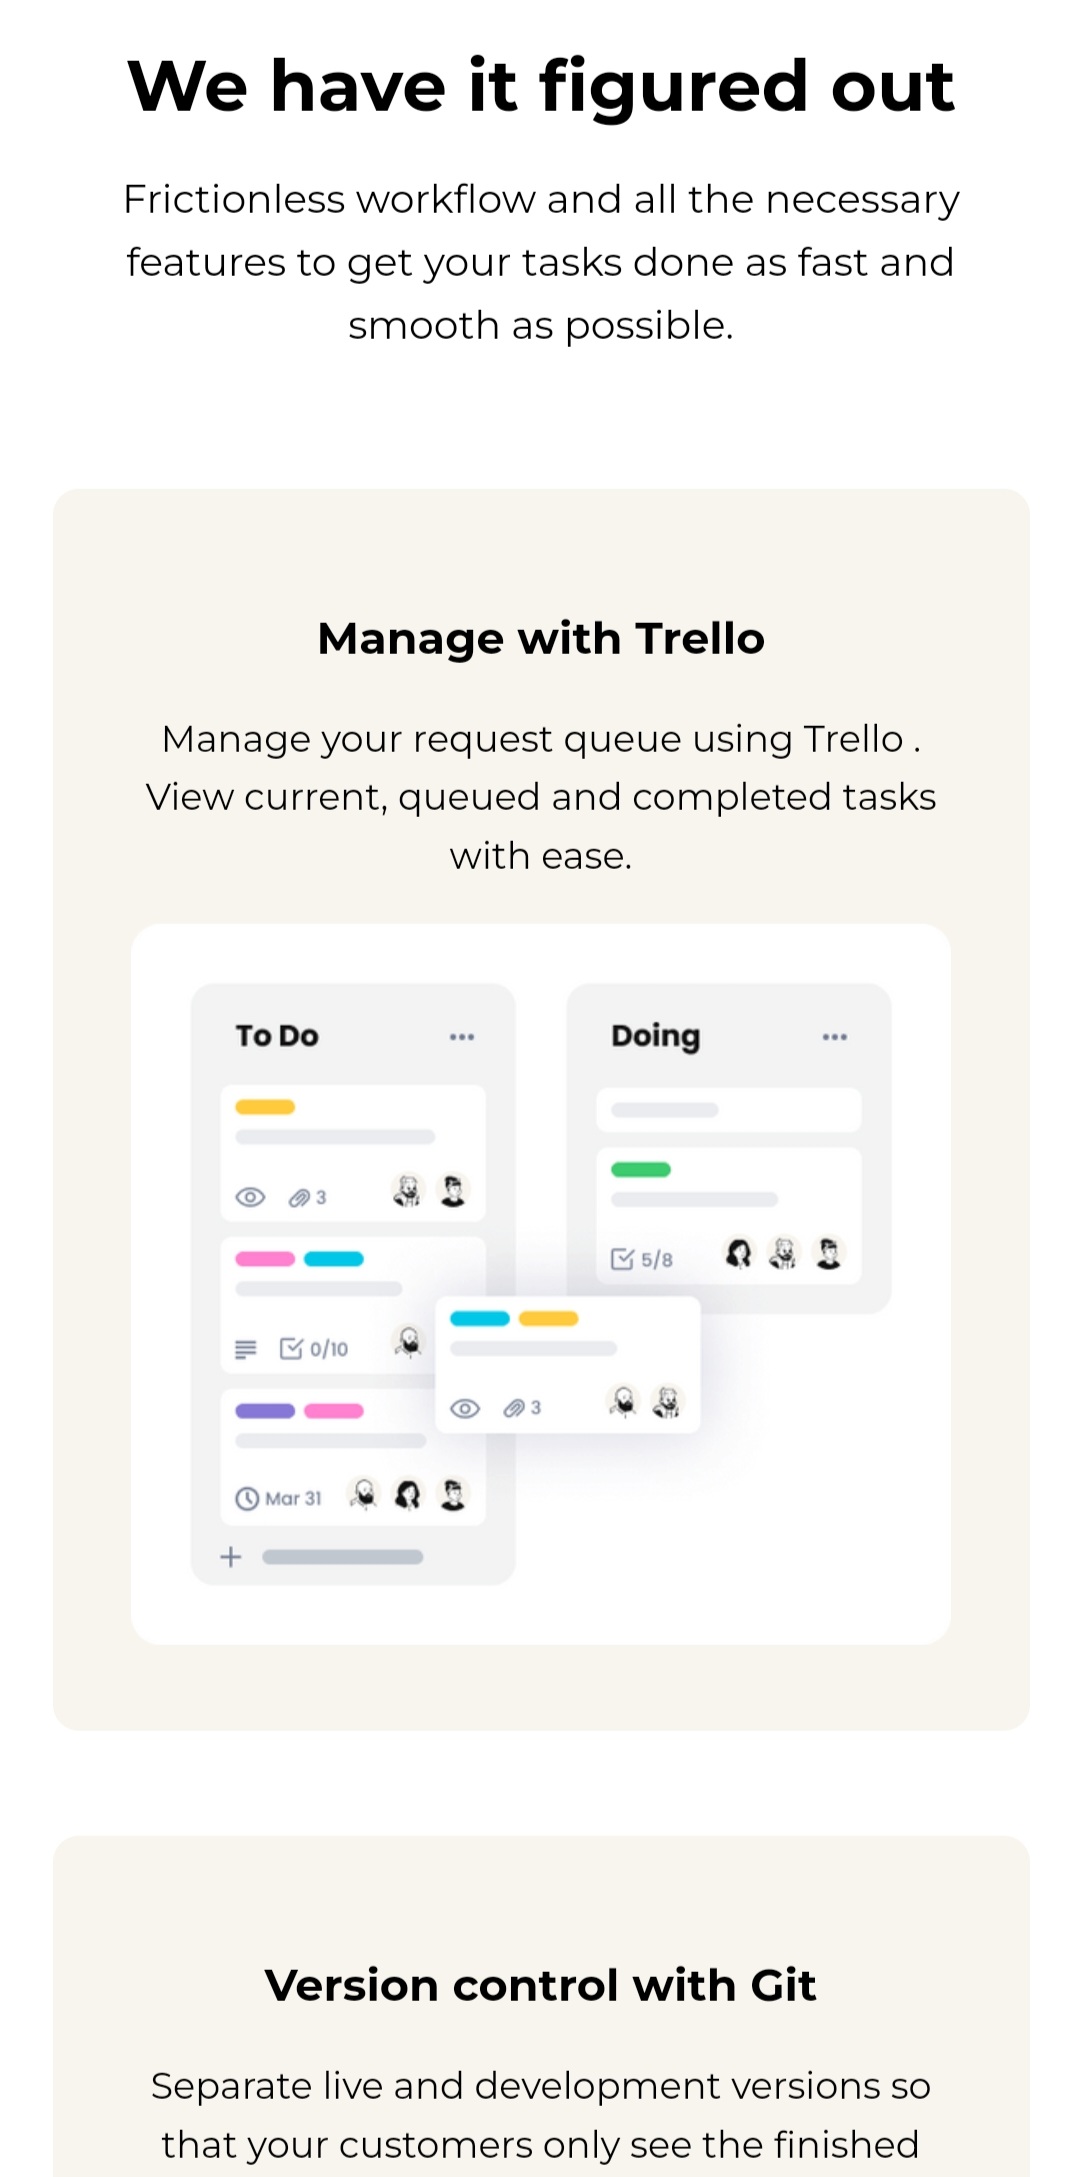 We have it figured out
Frictionless workflow and all the necessary
features to get your tasks done as fast and
smooth as possible.
Manage with Trello
Manage your request queue using Trello .
View current, queued and completed tasks
with ease.
To Do
Doing
3
5/8
0/10
3
Mar 31
Version control with Git
Separate live and development versions so
that your customers only see the finished